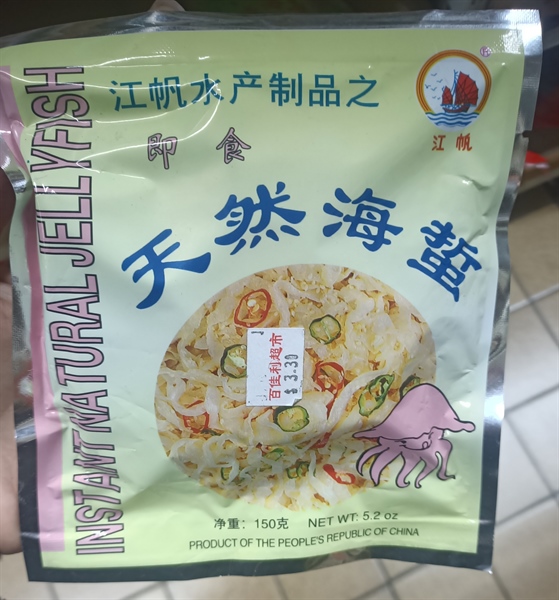 江帆水产制品之
®
江帆
即食
天然海蜇
INSTANT NATURAL JELLYFISH
百佳利超市
$ 3.30
净重: 150克 NET WT: 5.2 oz
PRODUCT OF THE PEOPLE'S REPUBLIC OF CHINA